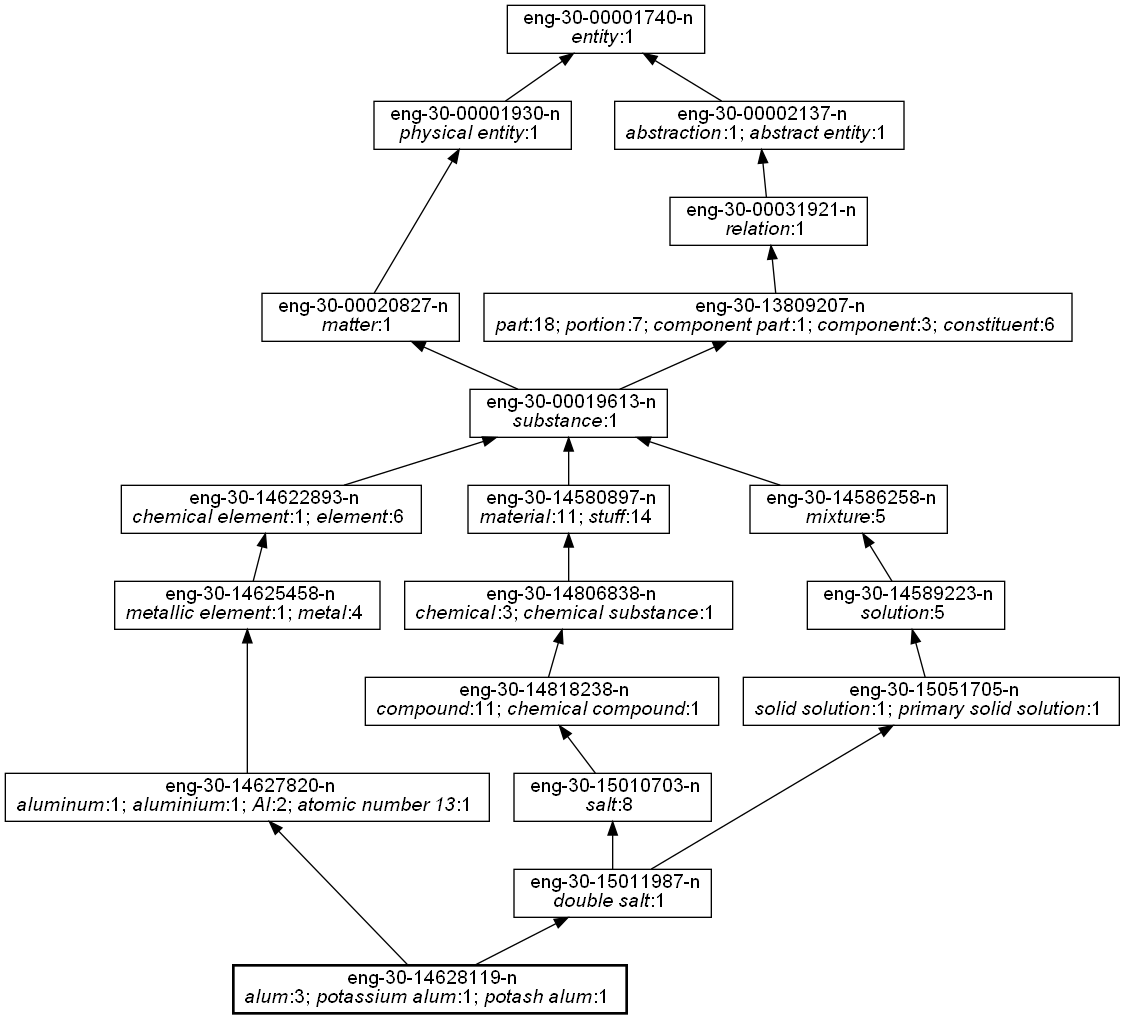 eng-30-00001740-n
entity:1
eng-30-00001930-n
physical entity:1
eng-30-00002137-n
abstraction:1; abstract entity:1
eng-30-00031921-n
relation:1
eng-30-00020827-n
matter:1
eng-30-13809207-n
part:18; portion:7; component part:1; component:3; constituent:6
eng-30-00019613-n
substance:1
eng-30-14622893-n
chemical element:1; element:6
eng-30-14580897-n
material:11; stuff:14
eng-30-14586258-n
mixture:5
eng-30-14625458-n
metallic element:1; metal:4
eng-30-14806838-n
chemical:3; chemical substance:1
eng-30-14589223-n
solution:5
eng-30-14818238-n
compound:11; chemical compound:1
eng-30-15051705-n
solid solution:1; primary solid solution:1
eng-30-14627820-n
aluminum:1; aluminium:1; Al:2; atomic number 13:1
eng-30-15010703-n
salt:8
eng-30-15011987-n
double salt:1
eng-30-14628119-n
alum:3; potassium alum:1; potash alum:1